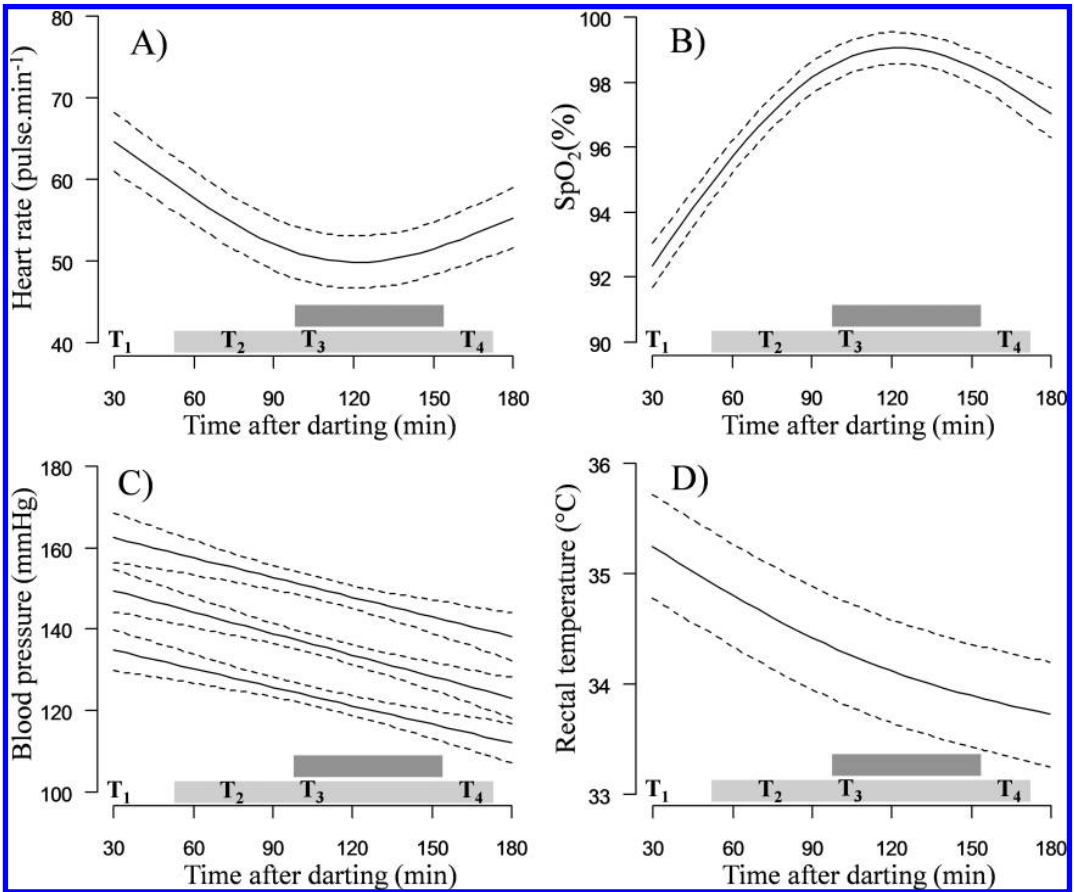 A)
Heart rate (pulse.min⁻¹)
80
70
60
50
40
T₁ T₂ T₃ T₄
30 60 90 120 150 180
Time after darting (min)
B)
SpO₂(%)
100
98
96
94
92
90
T₁ T₂ T₃ T₄
30 60 90 120 150 180
Time after darting (min)
C)
Blood pressure (mmHg)
180
160
140
120
100
T₁ T₂ T₃ T₄
30 60 90 120 150 180
Time after darting (min)
D)
Rectal temperature (°C)
36
35
34
33
T₁ T₂ T₃ T₄
30 60 90 120 150 180
Time after darting (min)